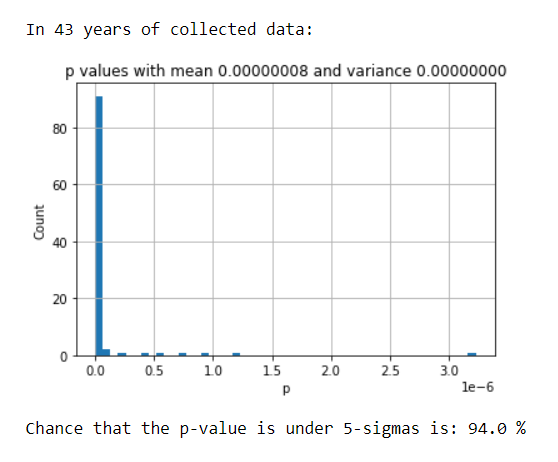 In 43 years of collected data:
p values with mean 0.00000008 and variance 0.00000000
80
60
40
20
0
Count
0.0 0.5 1.0 1.5 2.0 2.5 3.0
1e−6
p
Chance that the p-value is under 5-sigmas is: 94.0 %